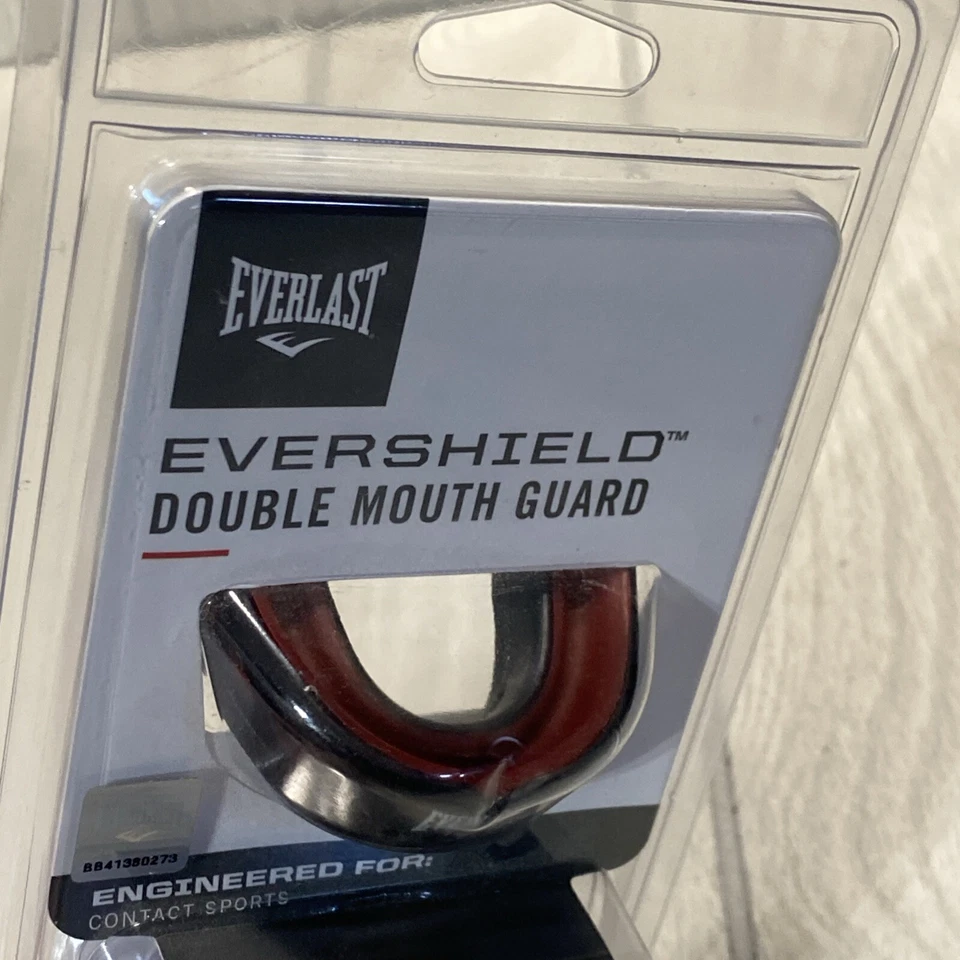 EVERLAST
EVERSHIELD™
DOUBLE MOUTH GUARD
BB41380273
ENGINEERED FOR:
CONTACT SPORTS